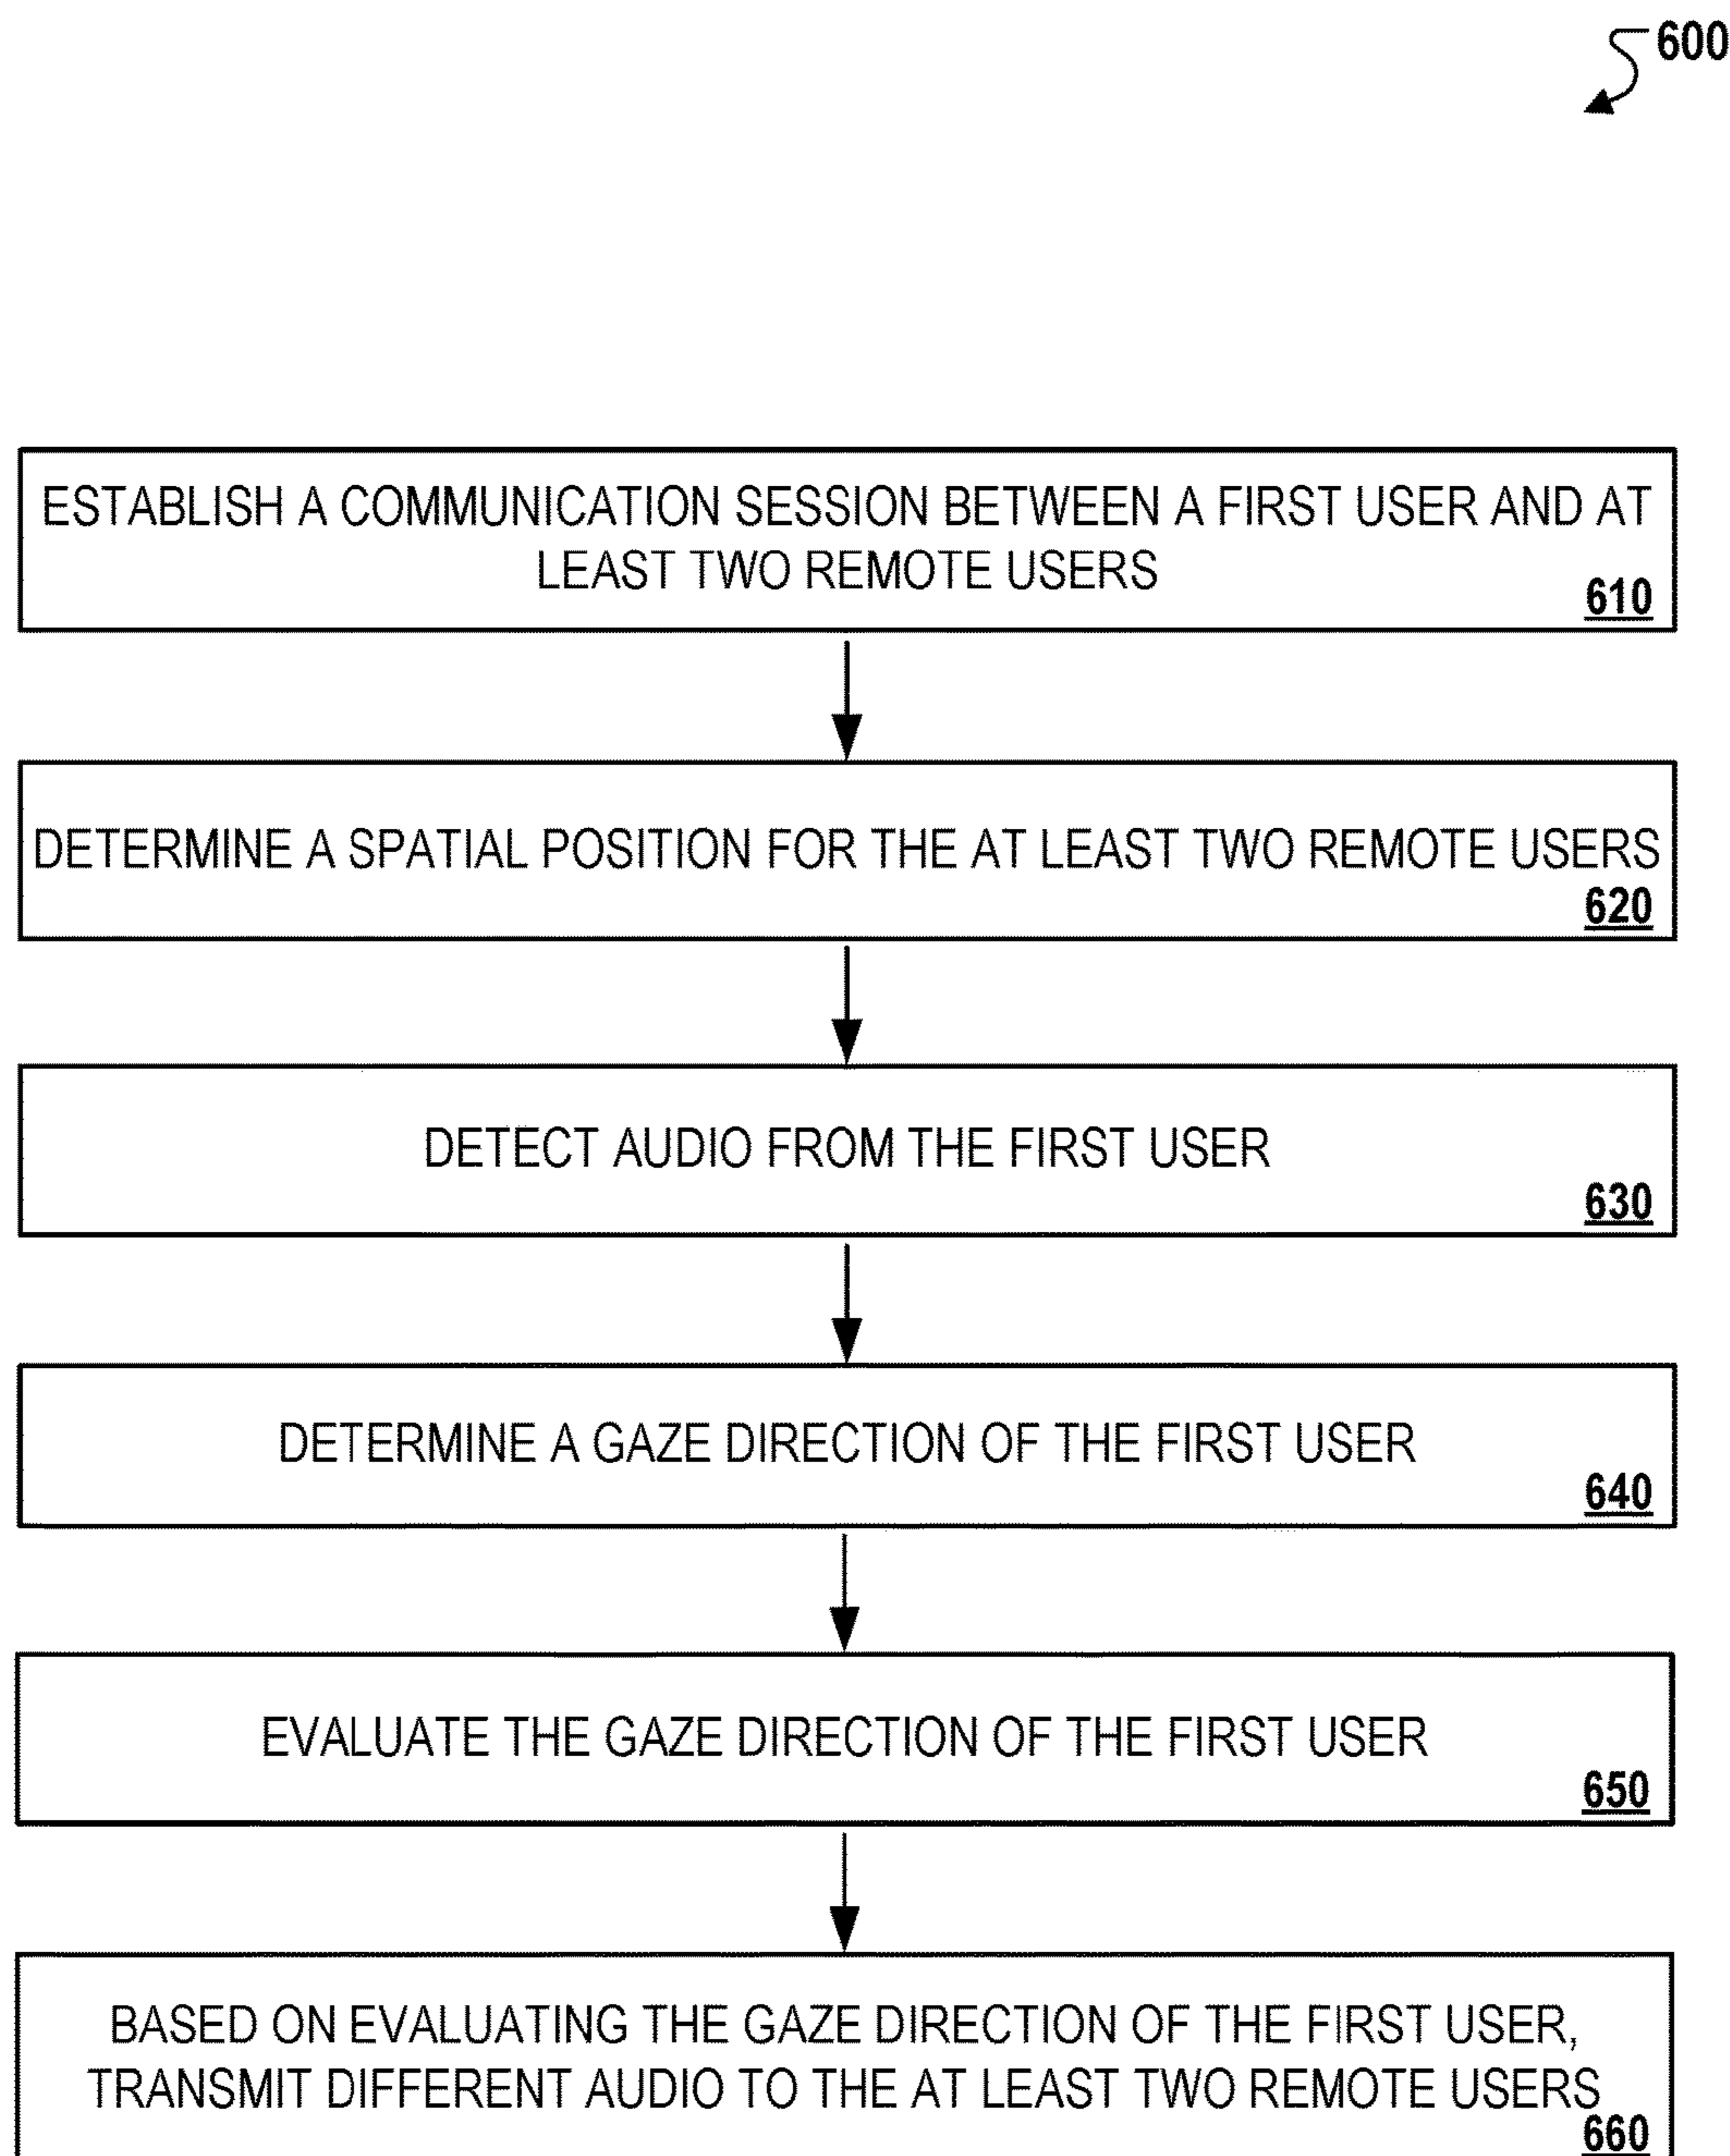 600
ESTABLISH A COMMUNICATION SESSION BETWEEN A FIRST USER AND AT
LEAST TWO REMOTE USERS
610
DETERMINE A SPATIAL POSITION FOR THE AT LEAST TWO REMOTE USERS
620
DETECT AUDIO FROM THE FIRST USER
630
DETERMINE A GAZE DIRECTION OF THE FIRST USER
640
EVALUATE THE GAZE DIRECTION OF THE FIRST USER
650
BASED ON EVALUATING THE GAZE DIRECTION OF THE FIRST USER,
TRANSMIT DIFFERENT AUDIO TO THE AT LEAST TWO REMOTE USERS
660